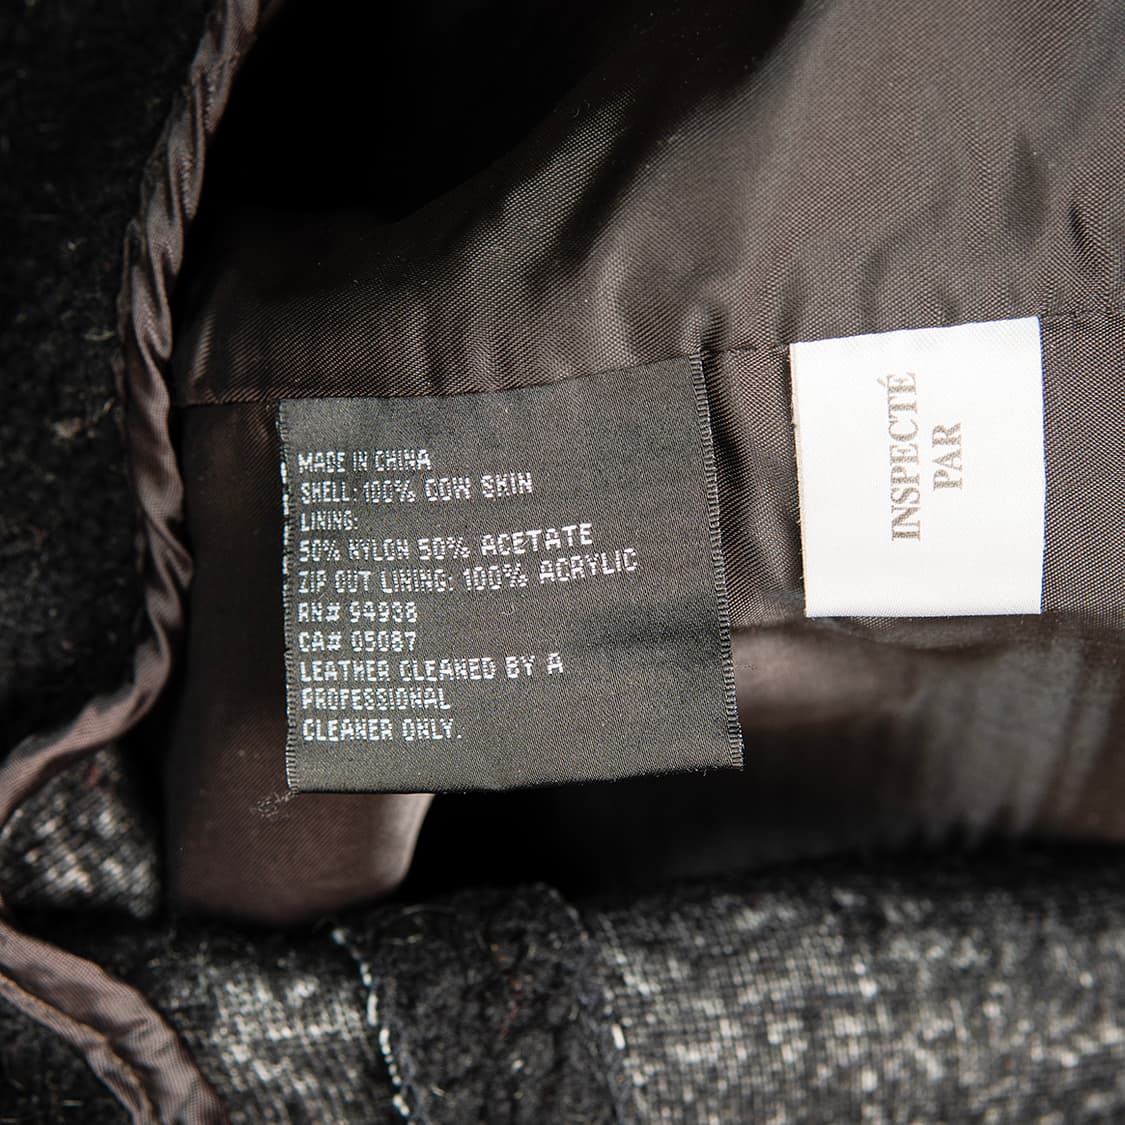 MADE IN CHINA
SHELL: 100% COW SKIN
LINING:
50% NYLON 50% ACETATE
ZIP OUT LINING: 100% ACRYLIC
RN# 94938
CA# 05087
LEATHER CLEANED BY A
PROFESSIONAL
CLEANER ONLY.
INSPECTÉ
PAR